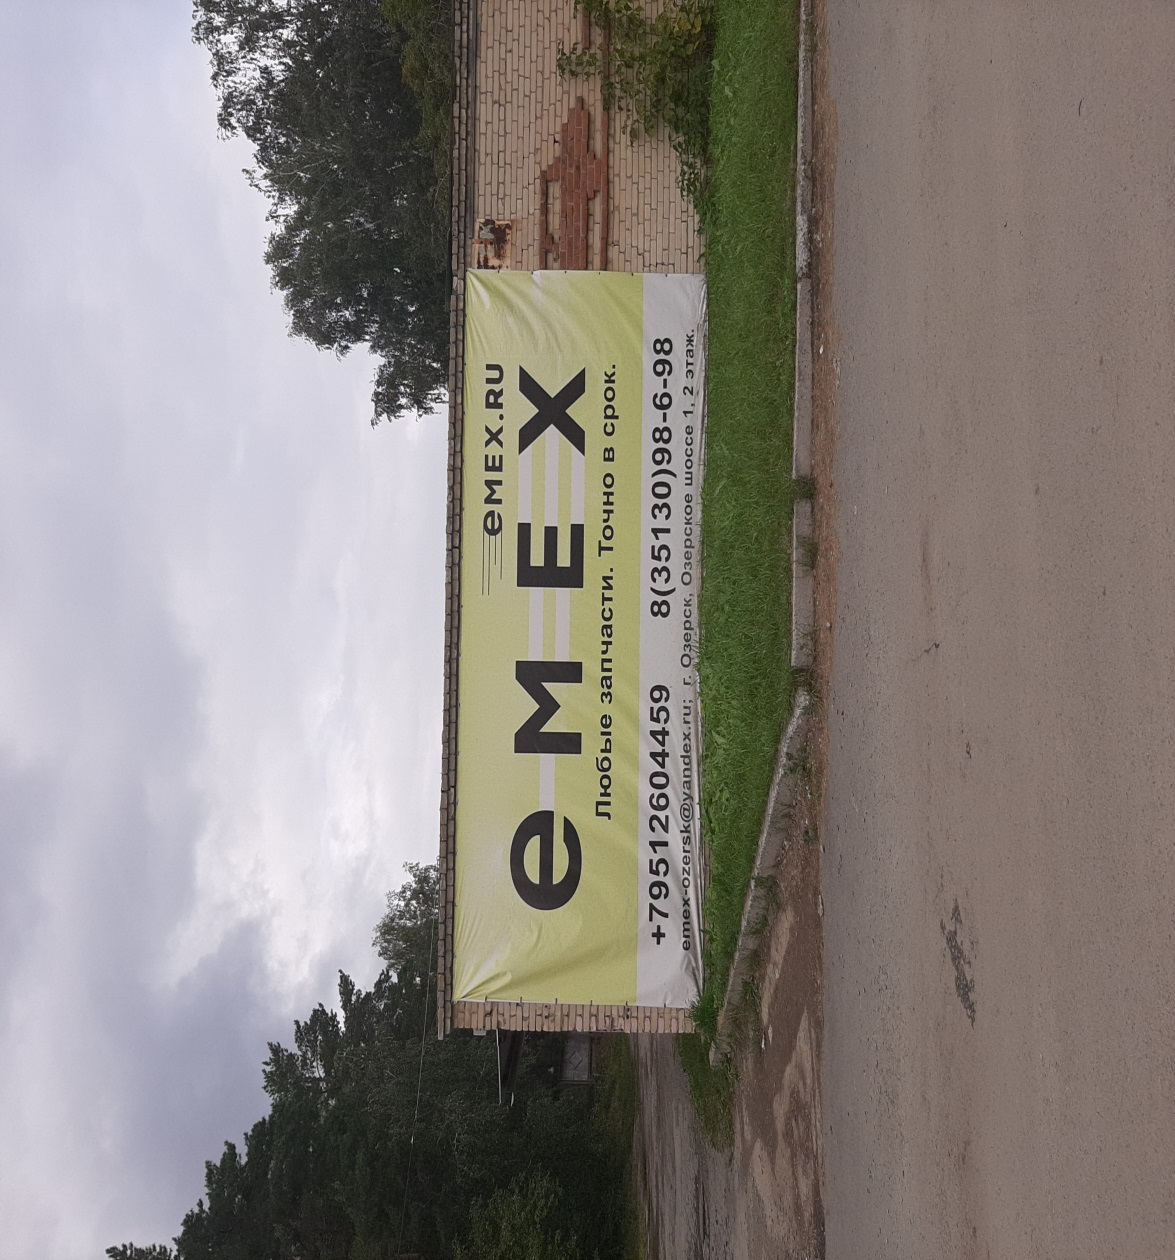 eMEX.RU
eMEX
Любые запчасти. Точно в срок.
+79512604459 8(35130)98-6-98
emex-ozersk@yandex.ru; г. Озерск, Озерское шоссе 1, 2 этаж.